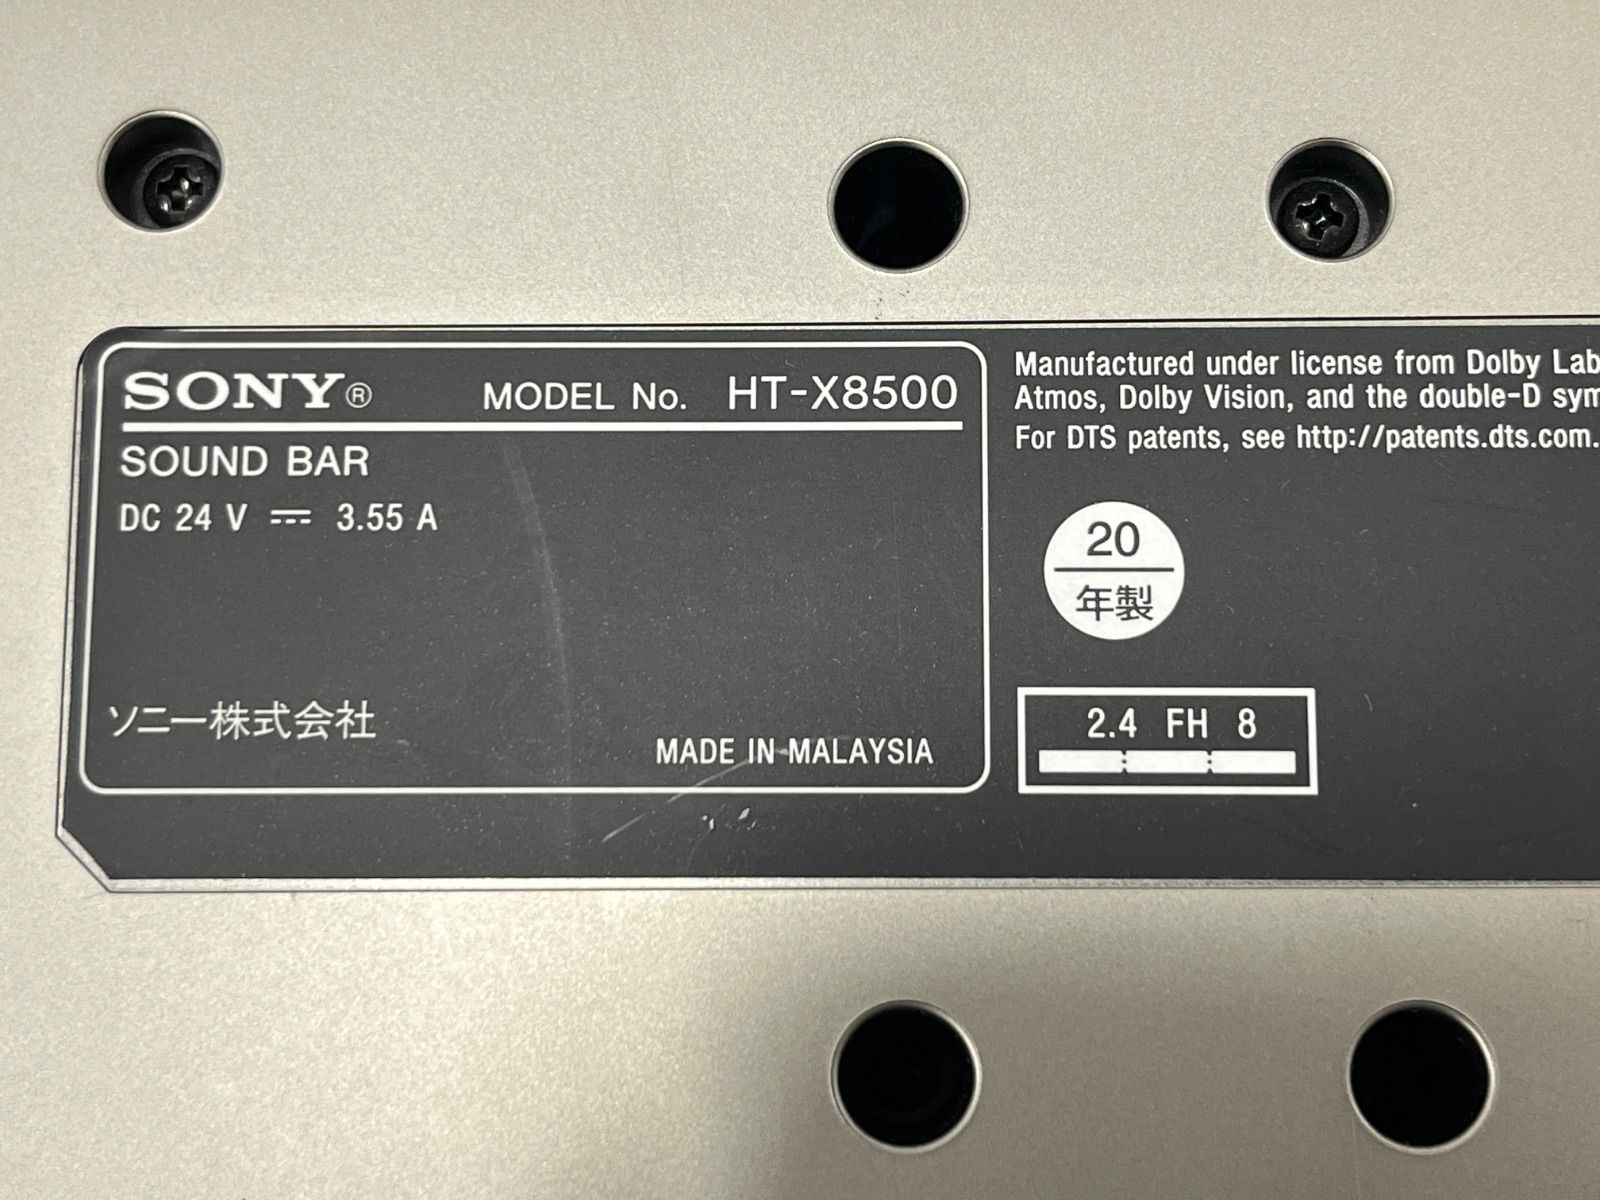 SONY® MODEL No. HT-X8500
SOUND BAR
DC 24 V ⎓ 3.55 A
ソニー株式会社
MADE IN MALAYSIA
Manufactured under license from Dolby
Atmos, Dolby Vision, and the double-D
For DTS patents, see http://patents.dts.com.
20
年製
2.4 FH 8